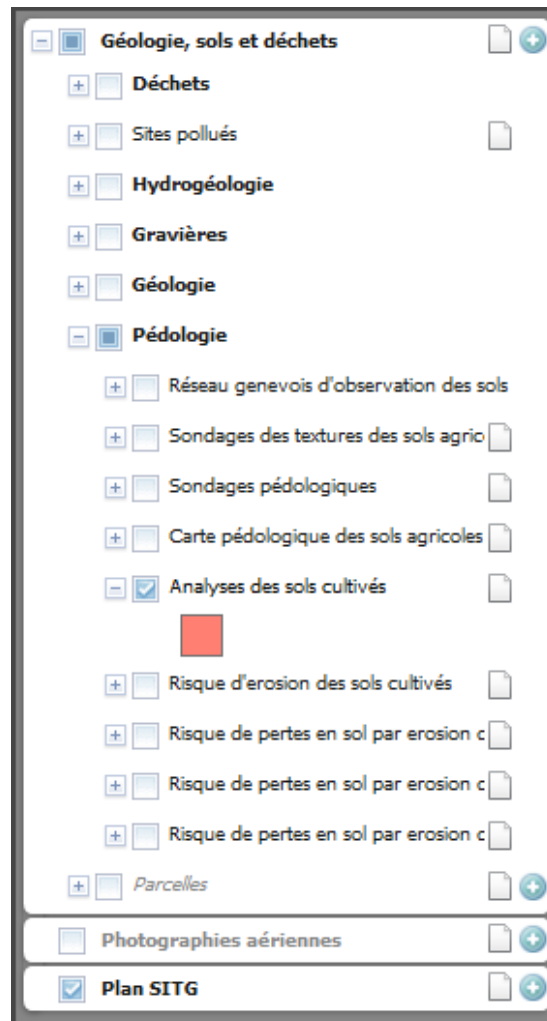 Géologie, sols et déchets
Déchets
Sites pollués
Hydrogéologie
Gravières
Géologie
Pédologie
Réseau genevois d'observation des sols
Sondages des textures des sols agric
Sondages pédologiques
Carte pédologique des sols agricoles
Analyses des sols cultivés
Risque d'erosion des sols cultivés
Risque de pertes en sol par erosion c
Risque de pertes en sol par erosion c
Risque de pertes en sol par erosion c
Parcelles
Photographies aériennes
Plan SITG